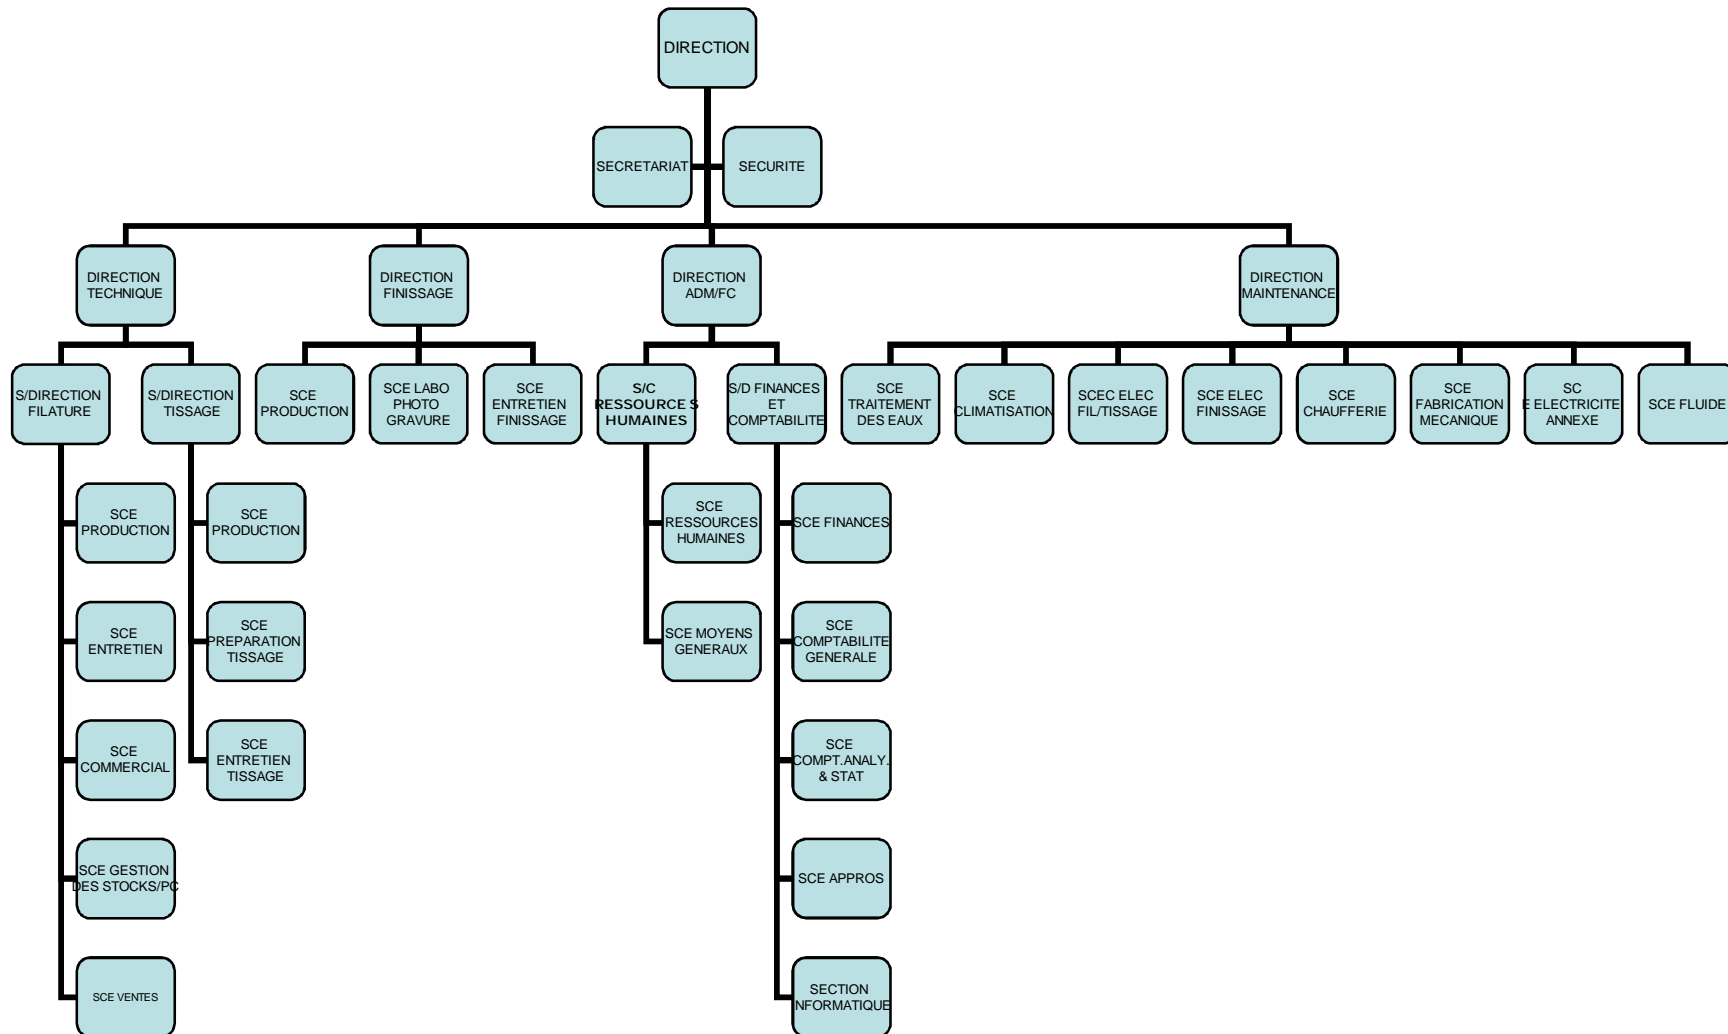 DIRECTION
SECRETARIAT
SECURITE
DIRECTION
TECHNIQUE
DIRECTION
FINISSAGE
DIRECTION
ADM/FC
DIRECTION
MAINTENANCE
S/DIRECTION
FILATURE
S/DIRECTION
TISSAGE
SCE
PRODUCTION
SCE LABO
PHOTO
GRAVURE
SCE
ENTRETIEN
FINISSAGE
S/C
RESSOURCE S
HUMAINES
S/D FINANCES
ET
COMPTABILITE
SCE
TRAITEMENT
DES EAUX
SCE
CLIMATISATION
SCEC ELEC
FIL/TISSAGE
SCE ELEC
FINISSAGE
SCE
CHAUFFERIE
SCE
FABRICATION
MECANIQUE
SC
E ELECTRICITE
ANNEXE
SCE FLUIDE
SCE
PRODUCTION
SCE
PRODUCTION
SCE
RESSOURCES
HUMAINES
SCE FINANCES
SCE
ENTRETIEN
SCE
PREPARATION
TISSAGE
SCE MOYENS
GENERAUX
SCE
COMPTABILITE
GENERALE
SCE
COMMERCIAL
SCE
ENTRETIEN
TISSAGE
SCE
COMPT.ANALY.
& STAT
SCE GESTION
DES STOCKS/PC
SCE APPROS
SCE VENTES
SECTION
INFORMATIQUE